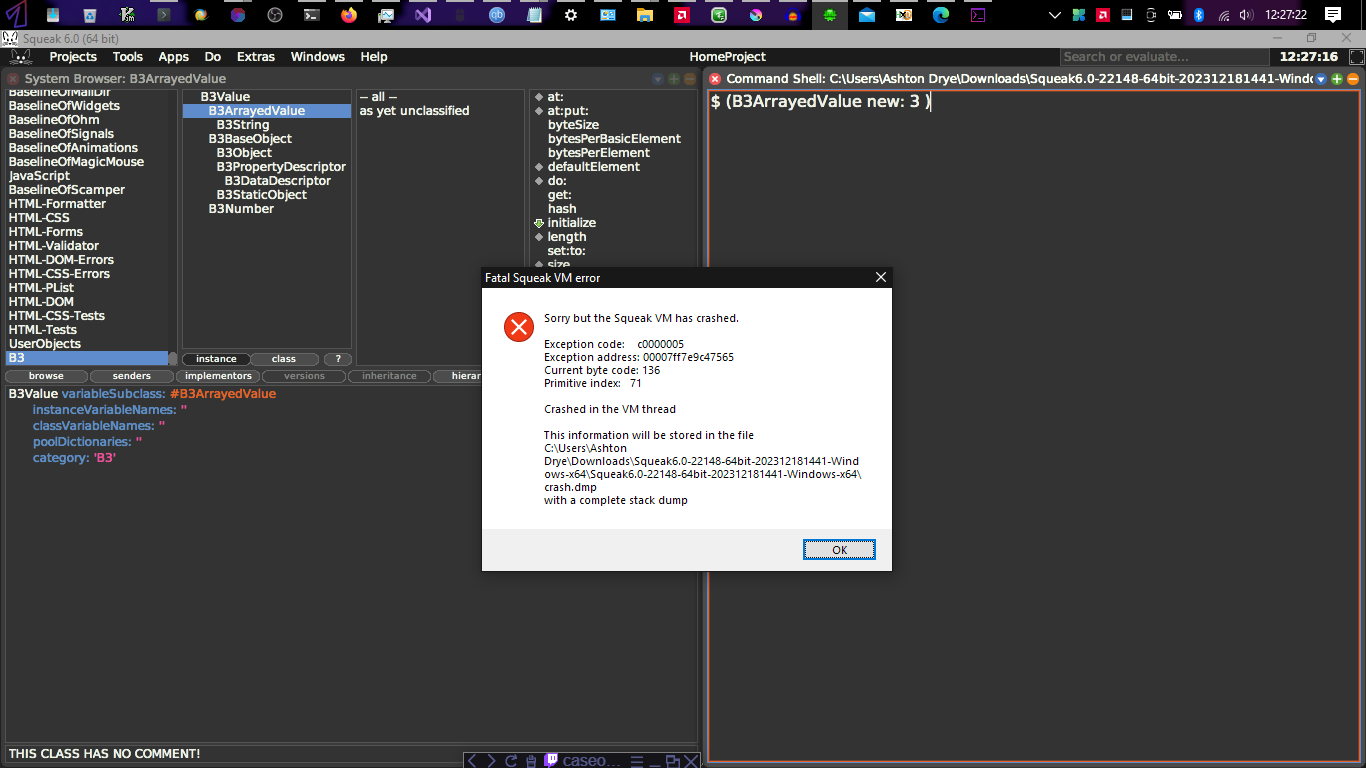 12:27:22
Squeak 6.0 (64 bit)
Projects Tools Apps Do Extras Windows Help HomeProject Search or evaluate... 12:27:16
System Browser: B3ArrayedValue
BaselineOfMailDir
BaselineOfWidgets
BaselineOfOhm
BaselineOfSignals
BaselineOfAnimations
BaselineOfMagicMouse
JavaScript
BaselineOfScamper
HTML-Formatter
HTML-CSS
HTML-Forms
HTML-Validator
HTML-DOM-Errors
HTML-CSS-Errors
HTML-PList
HTML-DOM
HTML-CSS-Tests
HTML-Tests
UserObjects
B3
B3Value
B3ArrayedValue
B3String
B3BaseObject
B3Object
B3PropertyDescriptor
B3DataDescriptor
B3StaticObject
B3Number
instance class ?
-- all --
as yet unclassified
at:
at:put:
byteSize
bytesPerBasicElement
bytesPerElement
defaultElement
do:
get:
hash
initialize
length
set:to:
size
browse senders implementors versions inheritance hierar
B3Value variableSubclass: #B3ArrayedValue
instanceVariableNames: ''
classVariableNames: ''
poolDictionaries: ''
category: 'B3'
THIS CLASS HAS NO COMMENT!
Command Shell: C:\Users\Ashton Drye\Downloads\Squeak6.0-22148-64bit-202312181441-Windo
$ (B3ArrayedValue new: 3 )
Fatal Squeak VM error
Sorry but the Squeak VM has crashed.
Exception code: c0000005
Exception address: 00007ff7e9c47565
Current byte code: 136
Primitive index: 71
Crashed in the VM thread
This information will be stored in the file
C:\Users\Ashton
Drye\Downloads\Squeak6.0-22148-64bit-202312181441-Wind
ows-x64\Squeak6.0-22148-64bit-202312181441-Windows-x64\
crash.dmp
with a complete stack dump
OK
caseo...